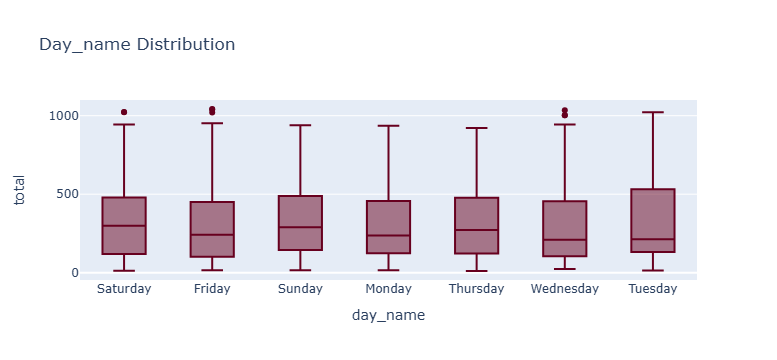 Day_name Distribution
total
1000
500
0
Saturday Friday Sunday Monday Thursday Wednesday Tuesday
day_name